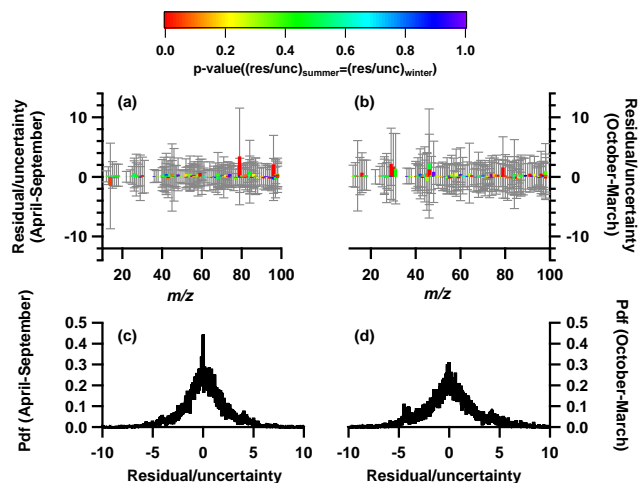 0.0 0.2 0.4 0.6 0.8 1.0
p-value((res/unc)summer=(res/unc)winter)
(a)
(b)
Residual/uncertainty
(April-September)
10
0
-10
20 40 60 80 100
m/z
10
0
-10
Residual/uncertainty
(October-March)
20 40 60 80 100
m/z
(c)
(d)
Pdf (April-September)
0.5
0.4
0.3
0.2
0.1
0.0
-10 -5 0 5 10
Residual/uncertainty
0.5
0.4
0.3
0.2
0.1
0.0
Pdf (October-March)
-10 -5 0 5 10
Residual/uncertainty